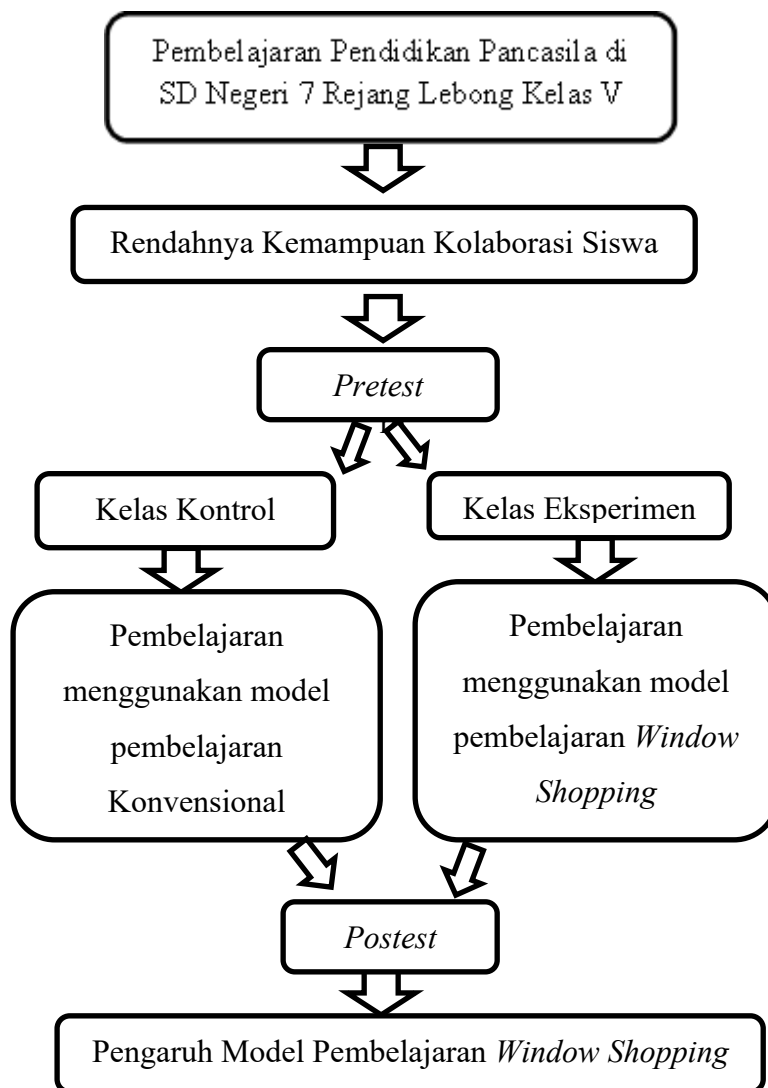 Pembelajaran Pendidikan Pancasila di
SD Negeri 7 Rejang Lebong Kelas V
Rendahnya Kemampuan Kolaborasi Siswa
Pretest
Kelas Kontrol
Kelas Eksperimen
Pembelajaran
menggunakan model
pembelajaran
Konvensional
Pembelajaran
menggunakan model
pembelajaran Window
Shopping
Postest
Pengaruh Model Pembelajaran Window Shopping